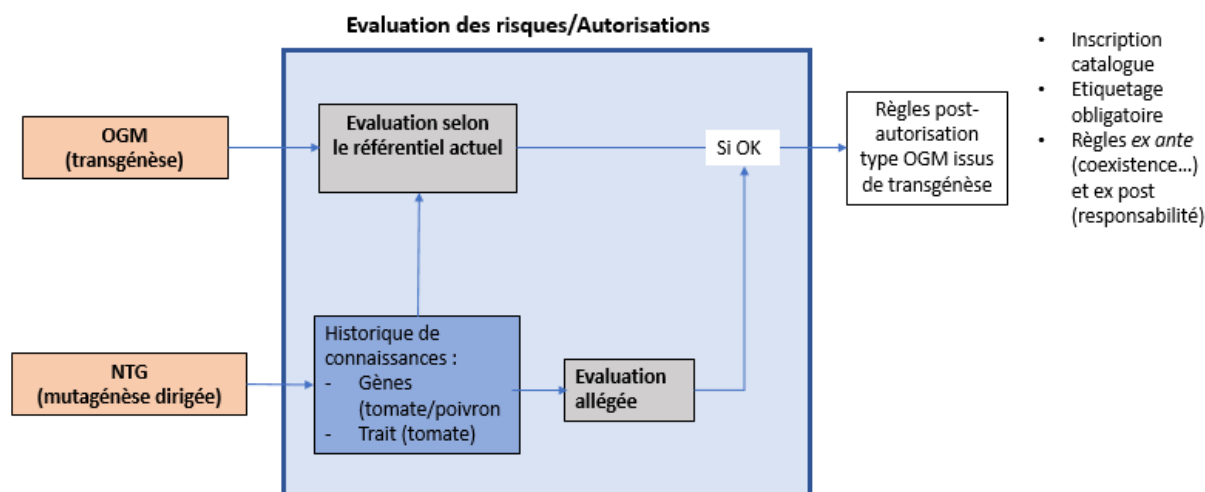 Evaluation des risques/Autorisations
OGM
(transgénèse)
Evaluation selon
le référentiel actuel
Si OK
Règles post-
autorisation
type OGM issus
de transgénèse
• Inscription
catalogue
• Etiquetage
obligatoire
• Règles ex ante
(coexistence...)
et ex post
(responsabilité)
NTG
(mutagénèse dirigée)
Historique de
connaissances :
- Gènes
(tomate/poivron
- Trait (tomate)
Evaluation
allégée